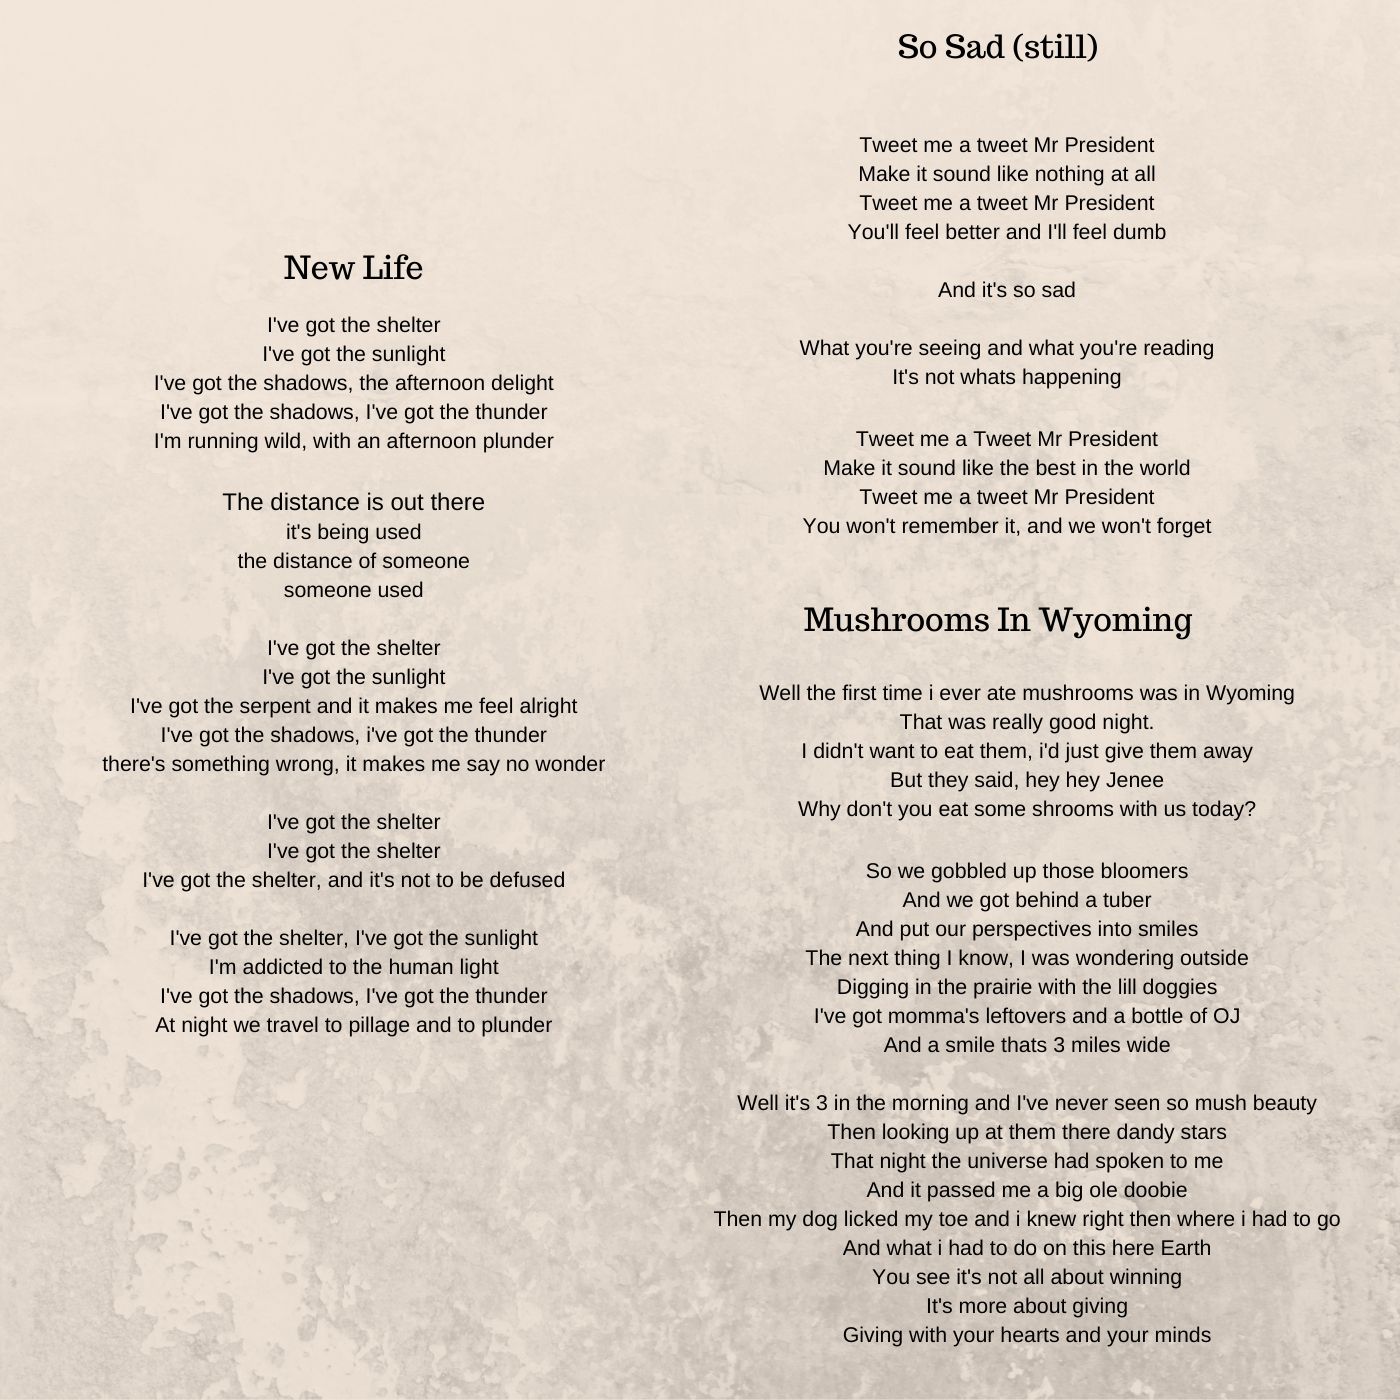 New Life
I've got the shelter
I've got the sunlight
I've got the shadows, the afternoon delight
I've got the shadows, I've got the thunder
I'm running wild, with an afternoon plunder
The distance is out there
it's being used
the distance of someone
someone used
I've got the shelter
I've got the sunlight
I've got the serpent and it makes me feel alright
I've got the shadows, i've got the thunder
there's something wrong, it makes me say no wonder
I've got the shelter
I've got the shelter
I've got the shelter, and it's not to be defused
I've got the shelter, I've got the sunlight
I'm addicted to the human light
I've got the shadows, I've got the thunder
At night we travel to pillage and to plunder
So Sad (still)
Tweet me a tweet Mr President
Make it sound like nothing at all
Tweet me a tweet Mr President
You'll feel better and I'll feel dumb
And it's so sad
What you're seeing and what you're reading
It's not whats happening
Tweet me a Tweet Mr President
Make it sound like the best in the world
Tweet me a tweet Mr President
You won't remember it, and we won't forget
Mushrooms In Wyoming
Well the first time i ever ate mushrooms was in Wyoming
That was really good night.
I didn't want to eat them, i'd just give them away
But they said, hey hey Jenee
Why don't you eat some shrooms with us today?
So we gobbled up those bloomers
And we got behind a tuber
And put our perspectives into smiles
The next thing I know, I was wondering outside
Digging in the prairie with the lill doggies
I've got momma's leftovers and a bottle of OJ
And a smile thats 3 miles wide
Well it's 3 in the morning and I've never seen so mush beauty
Then looking up at them there dandy stars
That night the universe had spoken to me
And it passed me a big ole doobie
Then my dog licked my toe and i knew right then where i had to go
And what i had to do on this here Earth
You see it's not all about winning
It's more about giving
Giving with your hearts and your minds